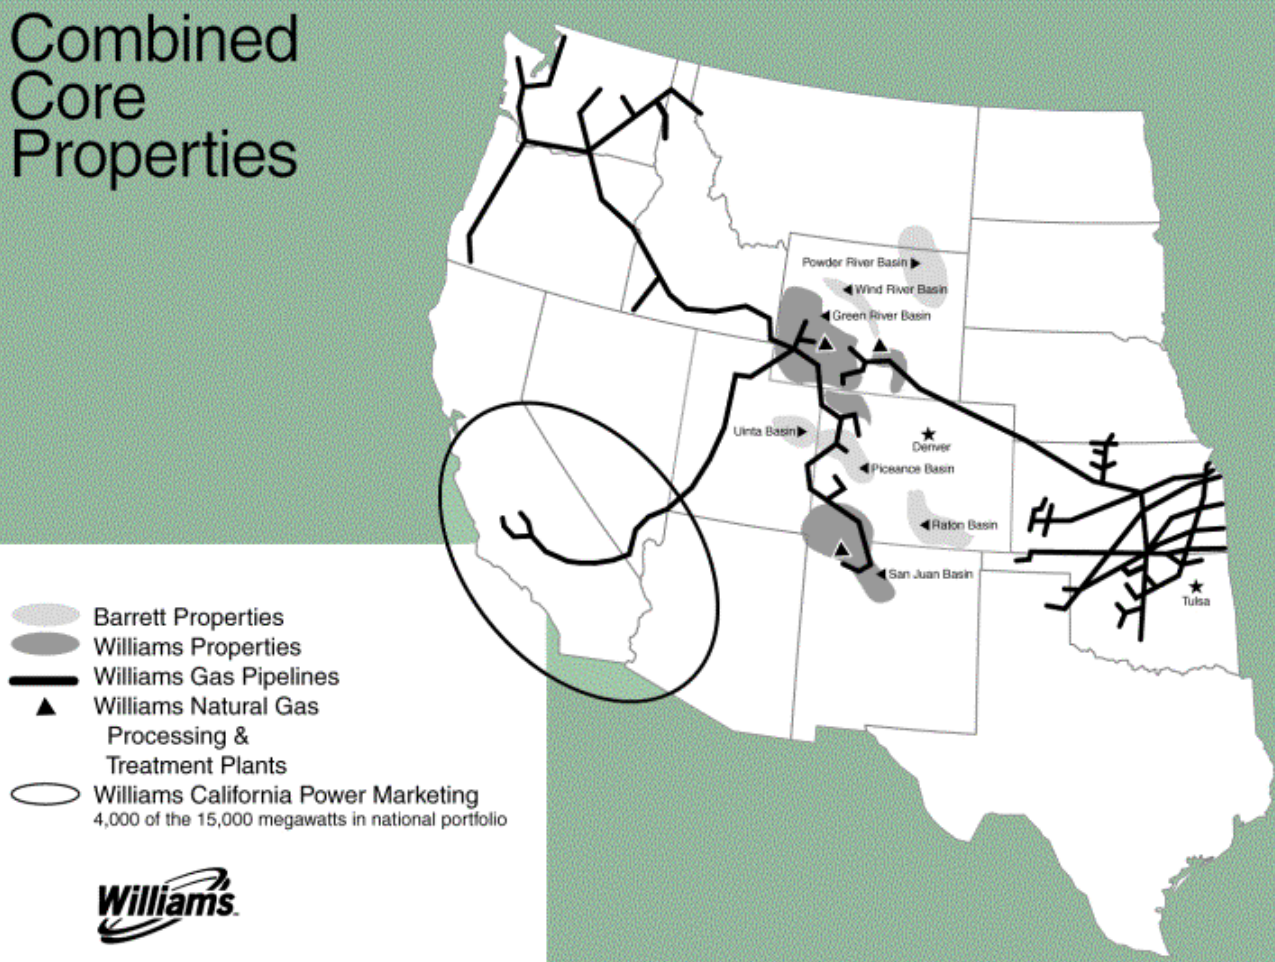 Combined
Core
Properties
Powder River Basin
Wind River Basin
Green River Basin
Uinta Basin
Denver
Piceance Basin
Raton Basin
San Juan Basin
Tulsa
Barrett Properties
Williams Properties
Williams Gas Pipelines
Williams Natural Gas
Processing &
Treatment Plants
Williams California Power Marketing
4,000 of the 15,000 megawatts in national portfolio
Williams